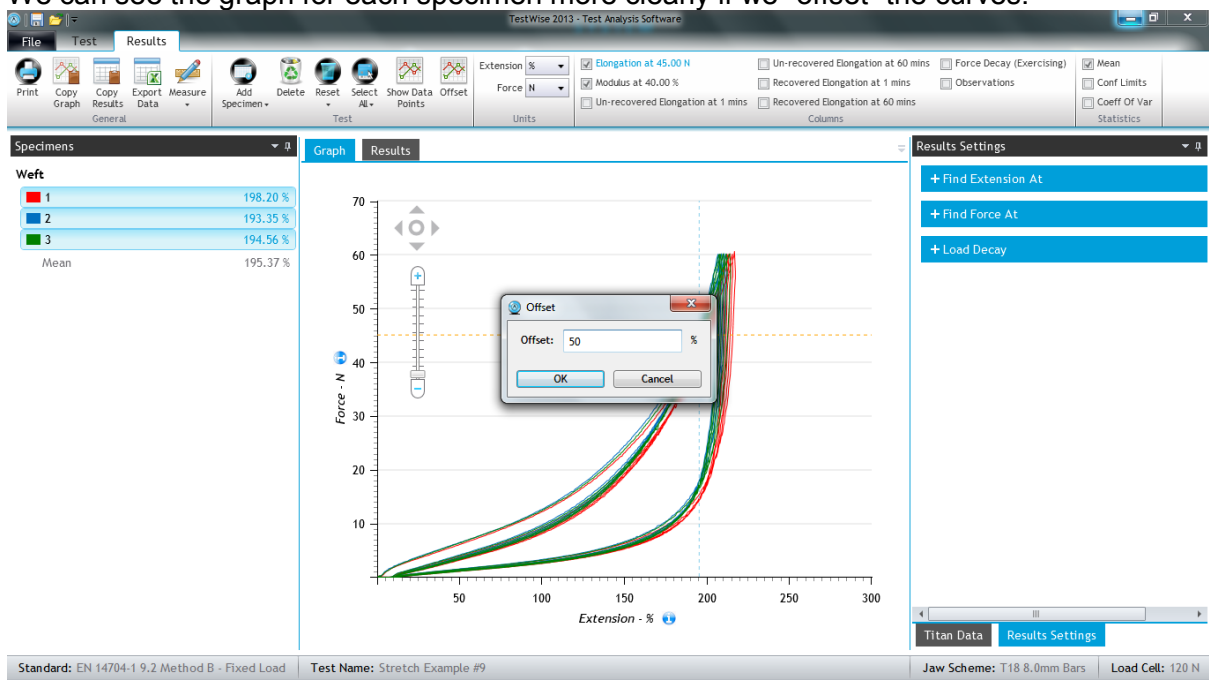 We can see the graph for each specimen more clearly if we "offset" the curves.
TestWise 2013 - Test Analysis Software
File Test Results
Print Copy Graph Copy Results Export Data Measure Add Specimen Delete Reset Select All Show Data Points Offset
General Test
Extension %
Force N
Units
Elongation at 45.00 N
Modulus at 40.00 %
Un-recovered Elongation at 1 mins
Un-recovered Elongation at 60 mins
Recovered Elongation at 1 mins
Recovered Elongation at 60 mins
Force Decay (Exercising)
Observations
Columns
Mean
Conf Limits
Coeff Of Var
Statistics
Specimens
Weft
1 198.20 %
2 193.35 %
3 194.56 %
Mean 195.37 %
Graph Results
70
60
50
40
30
20
10
Force - N
50 100 150 200 250 300
Extension - %
Offset
Offset: 50 %
OK Cancel
Results Settings
+ Find Extension At
+ Find Force At
+ Load Decay
Titan Data Results Settings
Standard: EN 14704-1 9.2 Method B - Fixed Load
Test Name: Stretch Example #9
Jaw Scheme: T18 8.0mm Bars
Load Cell: 120 N